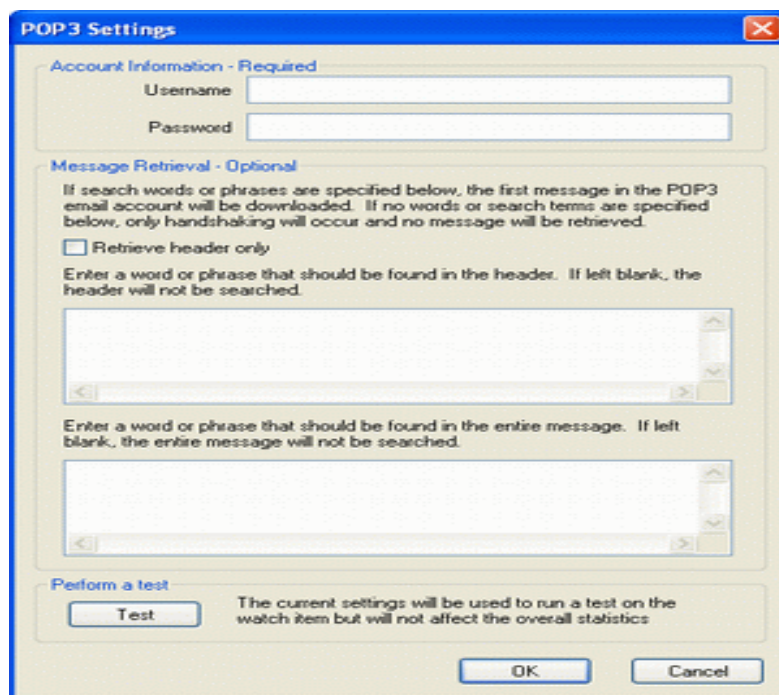 POP3 Settings
Account Information - Required
Username
Password
Message Retrieval - Optional
If search words or phrases are specified below, the first message in the POP3
email account will be downloaded. If no words or search terms are specified
below, only handshaking will occur and no message will be retrieved.
Retrieve header only
Enter a word or phrase that should be found in the header. If left blank, the
header will not be searched.
Enter a word or phrase that should be found in the entire message. If left
blank, the entire message will not be searched.
Perform a test
Test
The current settings will be used to run a test on the
watch item but will not affect the overall statistics
OK
Cancel